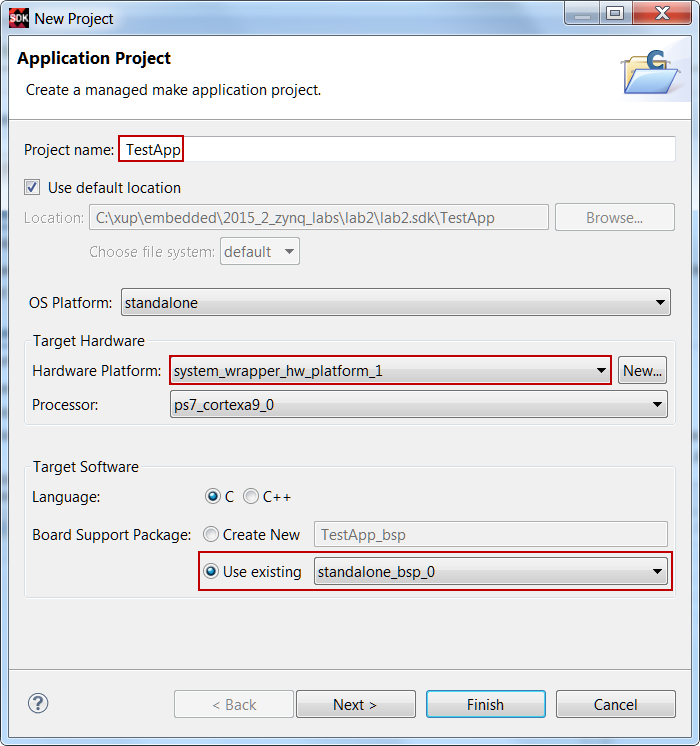 SDK New Project
Application Project
Create a managed make application project.
C
Project name: TestApp
Use default location
Location: C:\xup\embedded\2015_2_zynq_labs\lab2\lab2.sdk\TestApp Browse...
Choose file system: default
OS Platform: standalone
Target Hardware
Hardware Platform: system_wrapper_hw_platform_1 New...
Processor: ps7_cortexa9_0
Target Software
Language: C C++
Board Support Package: Create New TestApp_bsp
Use existing standalone_bsp_0
? < Back Next > Finish Cancel